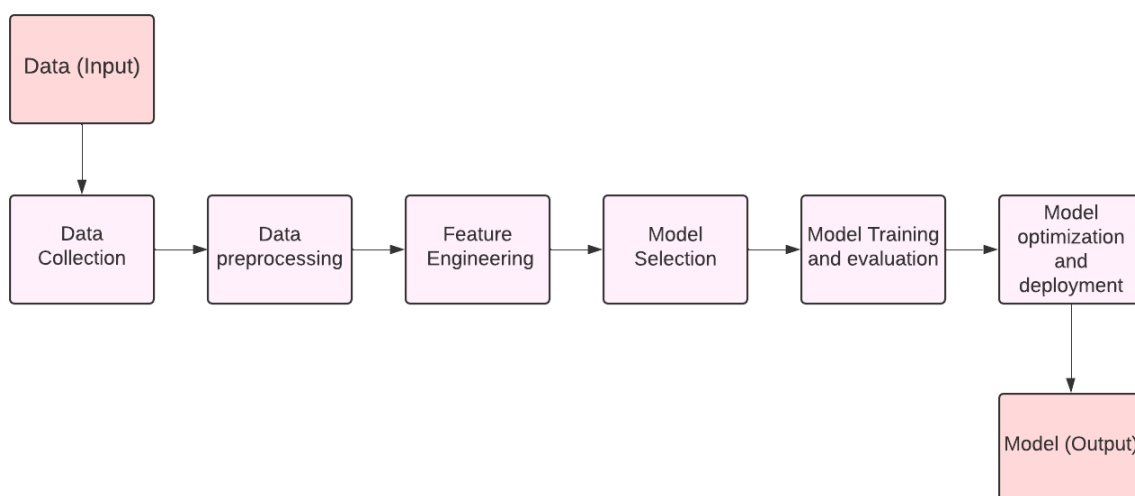 Data (Input)
Data
Collection
Data
preprocessing
Feature
Engineering
Model
Selection
Model Training
and evaluation
Model
optimization
and
deployment
Model (Output)